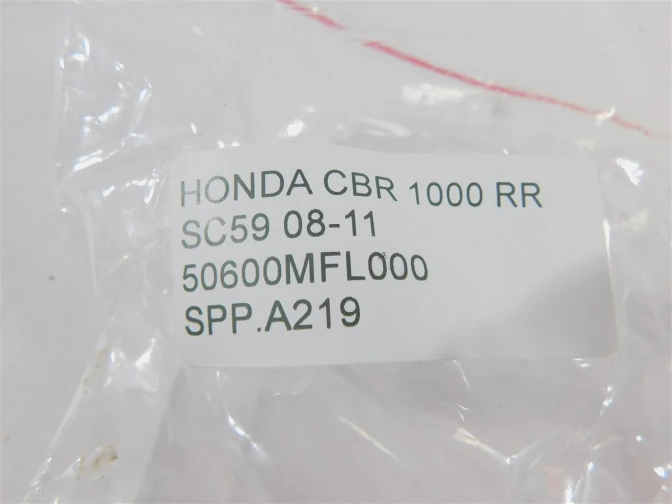 HONDA CBR 1000 RR
SC59 08-11
50600MFL000
SPP.A219